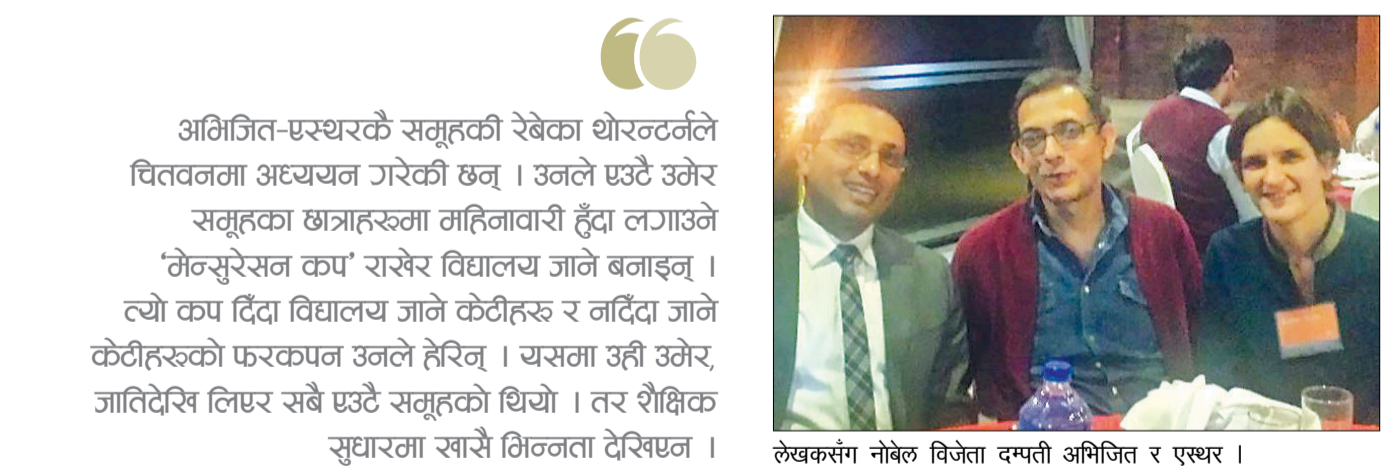 अभिजित-एस्थरकै समूहकी रेबेका थोरन्टर्नले
चितवनमा अध्ययन गरेकी छन् । उनले एउटै उमेर
समूहका छात्राहरूमा महिनावारी हुँदा लगाउने
‘मेन्सुरेसन कप’ राखेर विद्यालय जाने बनाइन् ।
त्यो कप दिँदा विद्यालय जाने केटीहरू र नदिँदा जाने
केटीहरूको फरकपन उनले हेरिन् । यसमा उही उमेर,
जातिदेखि लिएर सबै एउटै समूहको थियो । तर शैक्षिक
सुधारमा खासै भिन्नता देखिएन ।
लेखकसँग नोबेल विजेता दम्पती अभिजित र एस्थर ।